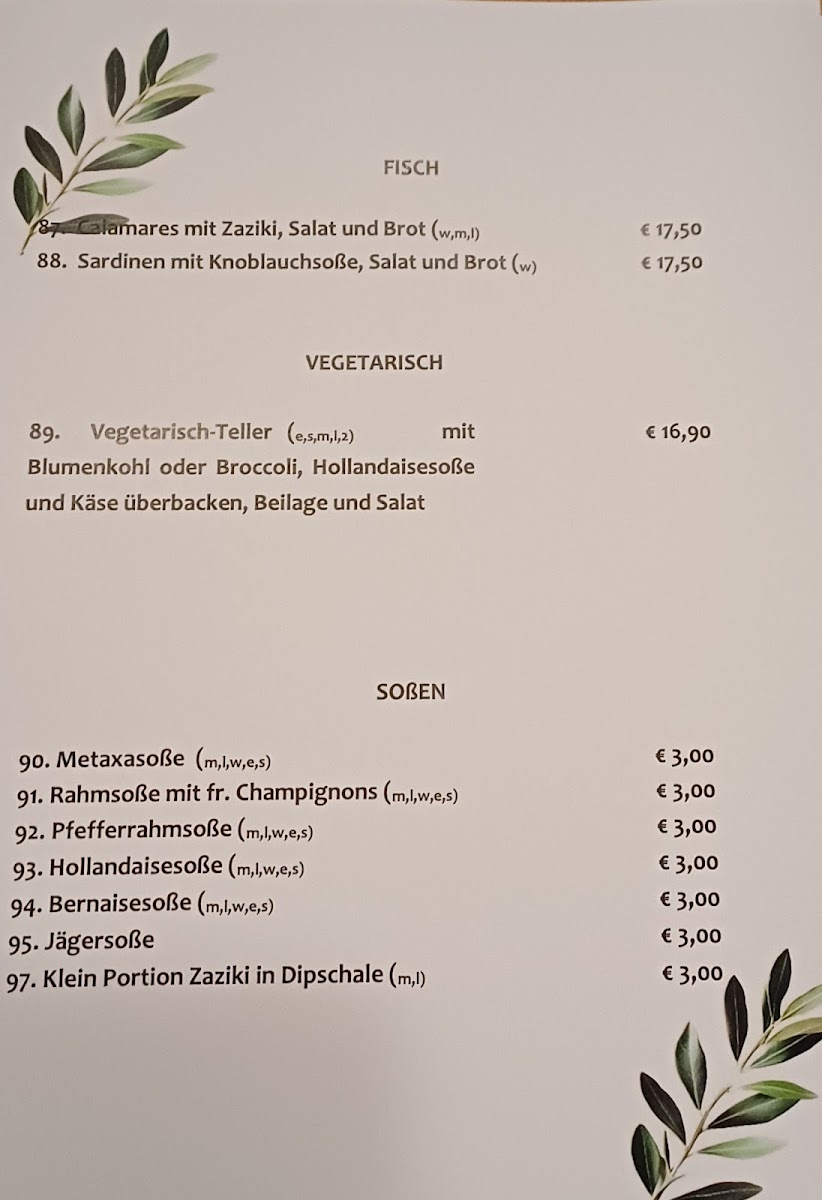 FISCH
87. Calamares mit Zaziki, Salat und Brot (w,m,l) € 17,50
88. Sardinen mit Knoblauchsoße, Salat und Brot (w) € 17,50
VEGETARISCH
89. Vegetarisch-Teller (e,s,m,l,2) mit € 16,90
Blumenkohl oder Broccoli, Hollandaisesoße
und Käse überbacken, Beilage und Salat
SOßEN
90. Metaxasoße (m,l,w,e,s) € 3,00
91. Rahmsoße mit fr. Champignons (m,l,w,e,s) € 3,00
92. Pfefferrahmsoße (m,l,w,e,s) € 3,00
93. Hollandaisesoße (m,l,w,e,s) € 3,00
94. Bernaisesoße (m,l,w,e,s) € 3,00
95. Jägersoße € 3,00
97. Klein Portion Zaziki in Dipschale (m,l) € 3,00